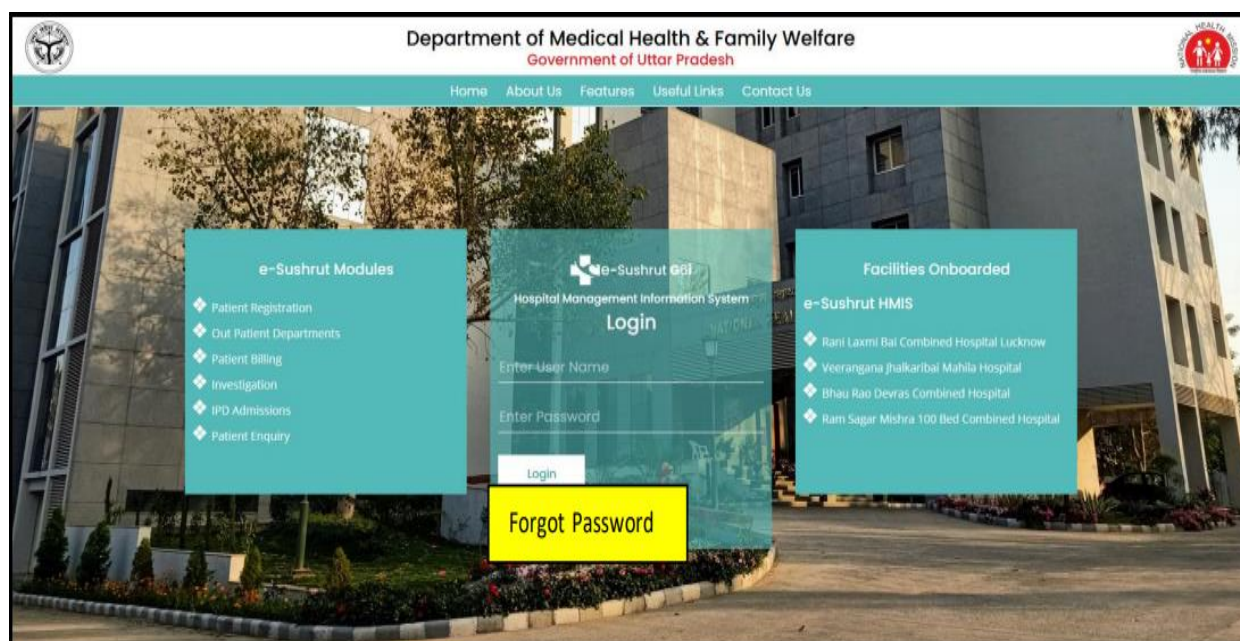 Department of Medical Health & Family Welfare
Government of Uttar Pradesh
NATIONAL HEALTH MISSION
Home About Us Features Useful Links Contact Us
e-Sushrut Modules
Patient Registration
Out Patient Departments
Patient Billing
Investigation
IPD Admissions
Patient Enquiry
e-Sushrut
Hospital Management Information System
Login
Enter User Name
Enter Password
Login
Forgot Password
Facilities Onboarded
e-Sushrut HMIS
Rani Laxmi Bai Combined Hospital Lucknow
Veerangana Jhalkaribai Mahila Hospital
Bhau Rao Devras Combined Hospital
Ram Sagar Mishra 100 Bed Combined Hospital